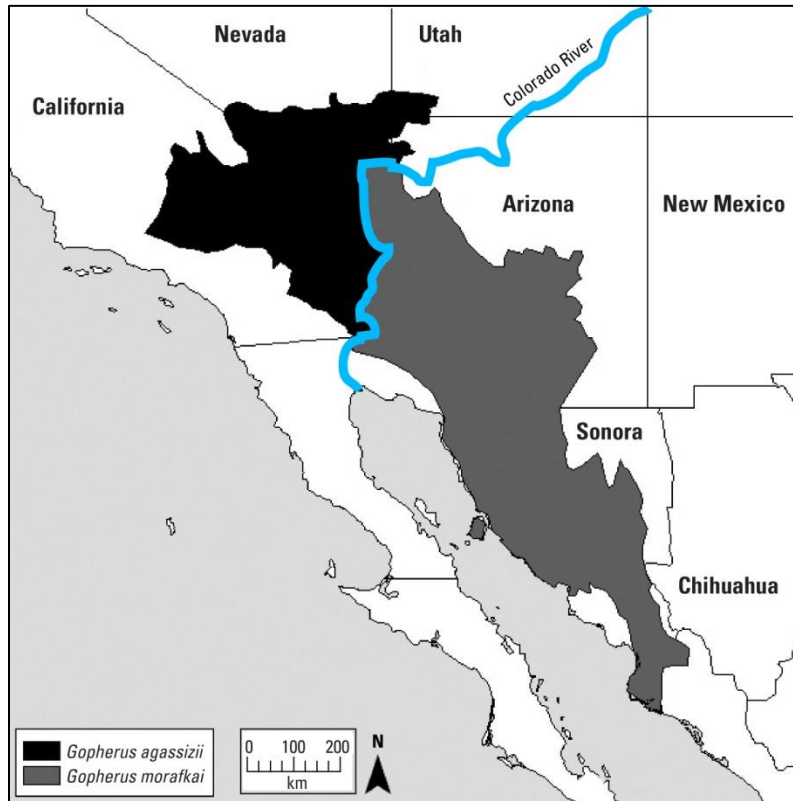 Nevada
Utah
Colorado River
California
Arizona
New Mexico
Sonora
Chihuahua
Gopherus agassizii
Gopherus morafkai
0 100 200
km
N